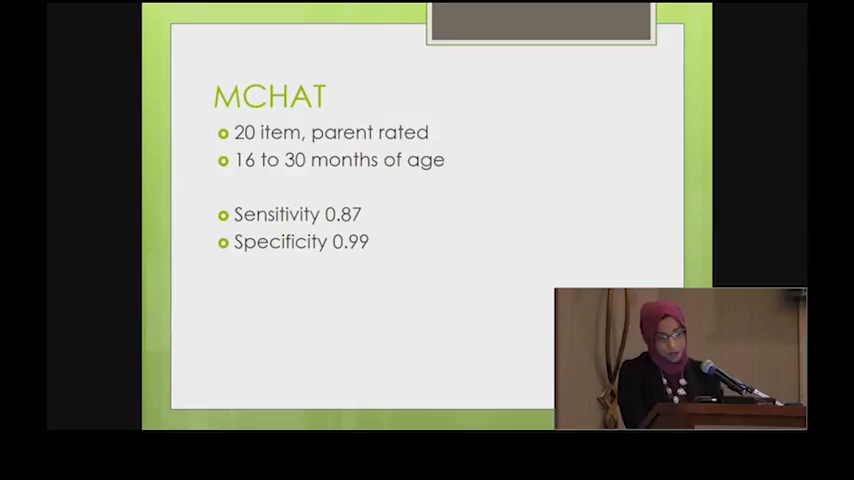 MCHAT
20 item, parent rated
16 to 30 months of age
Sensitivity 0.87
Specificity 0.99